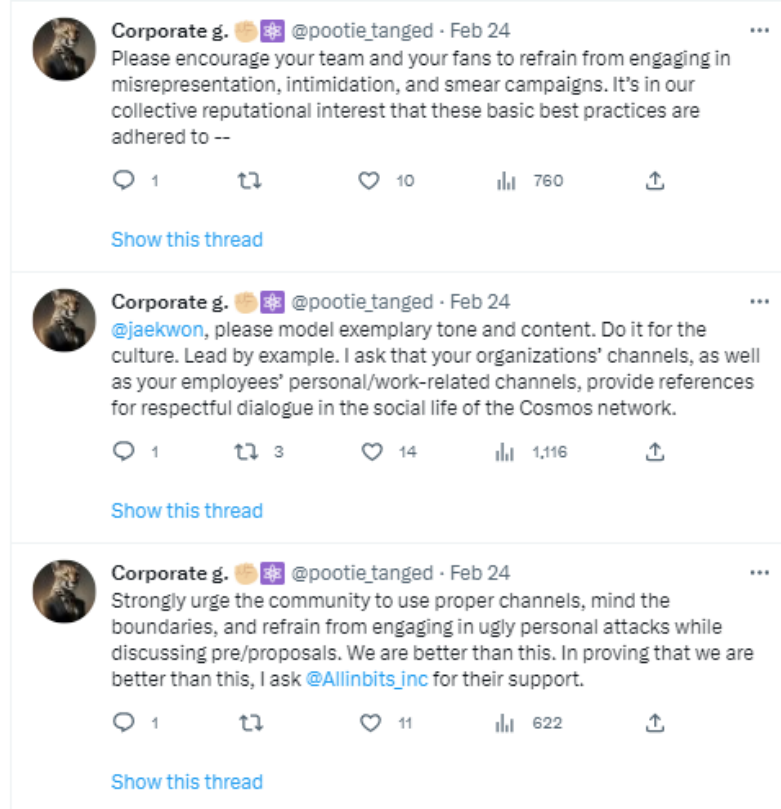 Corporate g. ✊🏼⚛️ @pootie_tanged · Feb 24
Please encourage your team and your fans to refrain from engaging in
misrepresentation, intimidation, and smear campaigns. It's in our
collective reputational interest that these basic best practices are
adhered to --
1 10 760
Show this thread
Corporate g. ✊🏼⚛️ @pootie_tanged · Feb 24
@jaekwon, please model exemplary tone and content. Do it for the
culture. Lead by example. I ask that your organizations' channels, as well
as your employees' personal/work-related channels, provide references
for respectful dialogue in the social life of the Cosmos network.
1 3 14 1,116
Show this thread
Corporate g. ✊🏼⚛️ @pootie_tanged · Feb 24
Strongly urge the community to use proper channels, mind the
boundaries, and refrain from engaging in ugly personal attacks while
discussing pre/proposals. We are better than this. In proving that we are
better than this, I ask @Allinbits_inc for their support.
1 11 622
Show this thread